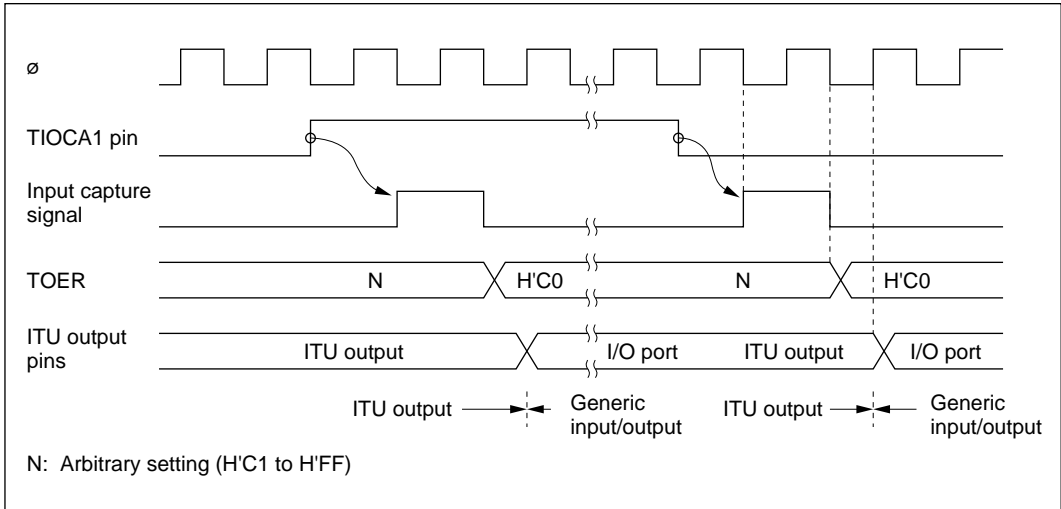 ø
TIOCA1 pin
Input capture
signal
TOER
N
H'C0
N
H'C0
ITU output
pins
ITU output
I/O port
ITU output
I/O port
ITU output
Generic
input/output
ITU output
Generic
input/output
N: Arbitrary setting (H'C1 to H'FF)